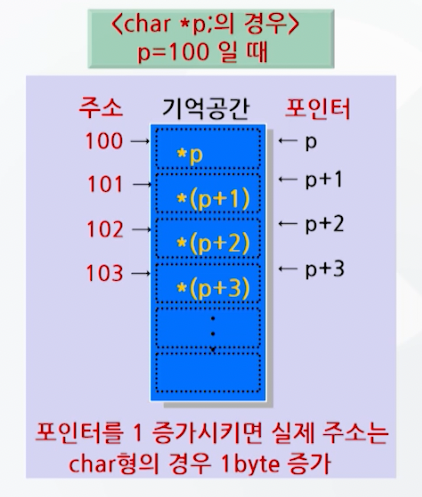 <char *p;의 경우>
p=100 일 때
주소 기억공간 포인터
100 → *p ← p
101 → *(p+1) ← p+1
102 → *(p+2) ← p+2
103 → *(p+3) ← p+3
포인터를 1 증가시키면 실제 주소는
char형의 경우 1byte 증가